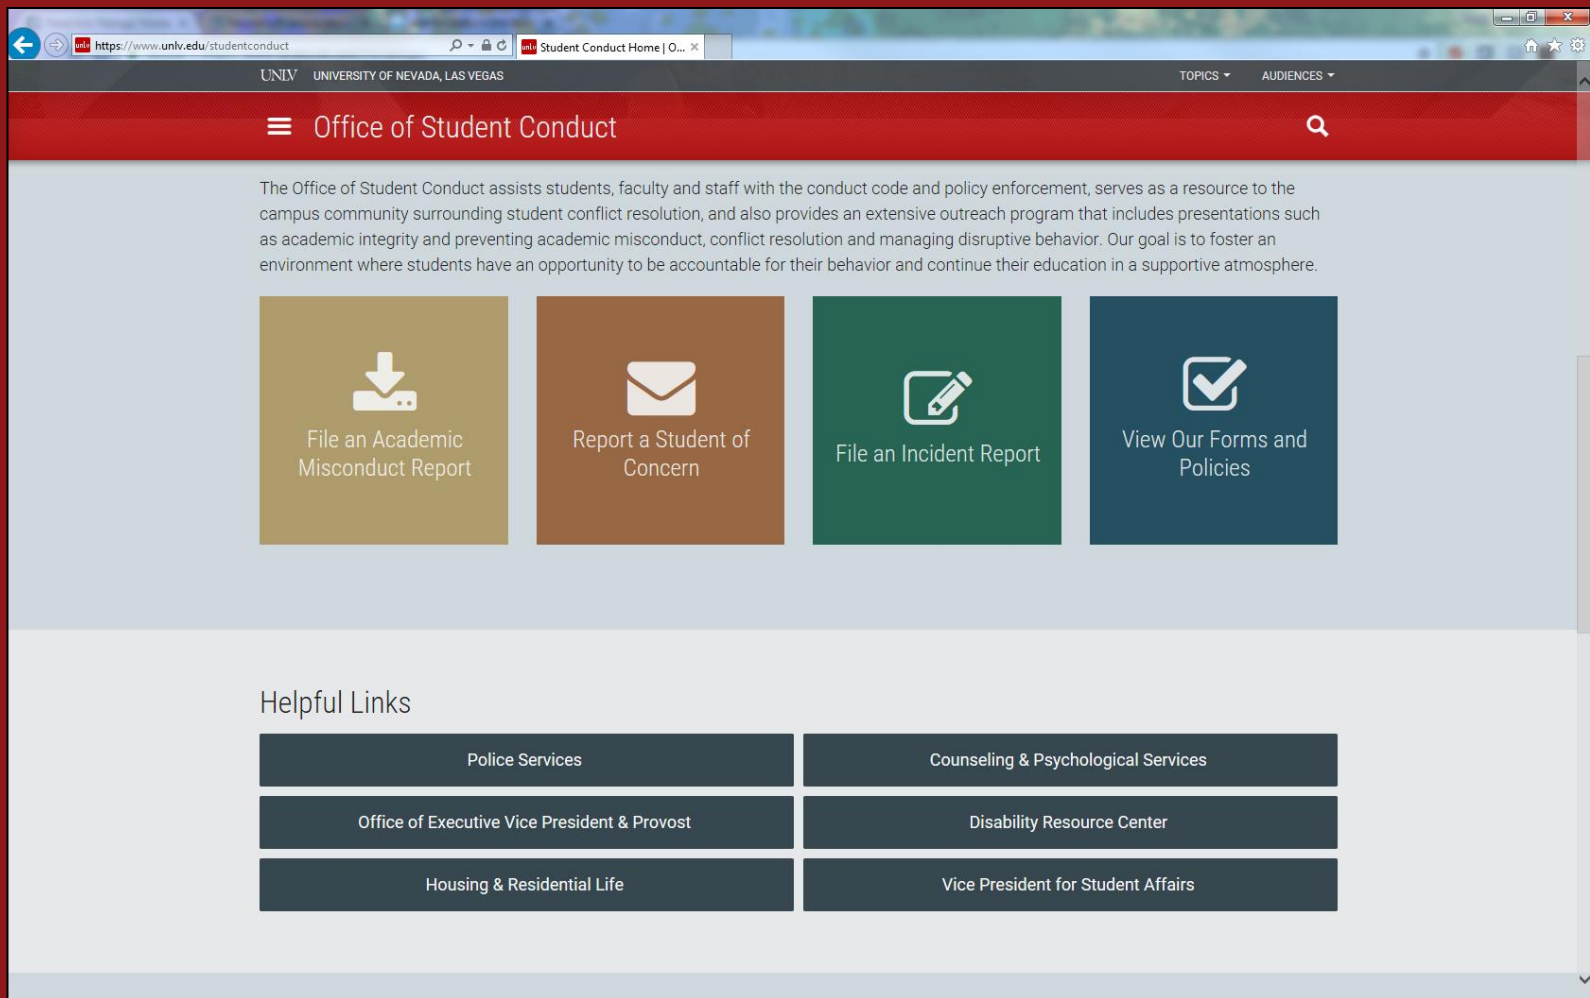 https://www.unlv.edu/studentconduct
unlv Student Conduct Home | O...
UNLV UNIVERSITY OF NEVADA, LAS VEGAS
TOPICS
AUDIENCES
Office of Student Conduct
The Office of Student Conduct assists students, faculty and staff with the conduct code and policy enforcement, serves as a resource to the
campus community surrounding student conflict resolution, and also provides an extensive outreach program that includes presentations such
as academic integrity and preventing academic misconduct, conflict resolution and managing disruptive behavior. Our goal is to foster an
environment where students have an opportunity to be accountable for their behavior and continue their education in a supportive atmosphere.
File an Academic
Misconduct Report
Report a Student of
Concern
File an Incident Report
View Our Forms and
Policies
Helpful Links
Police Services
Counseling & Psychological Services
Office of Executive Vice President & Provost
Disability Resource Center
Housing & Residential Life
Vice President for Student Affairs